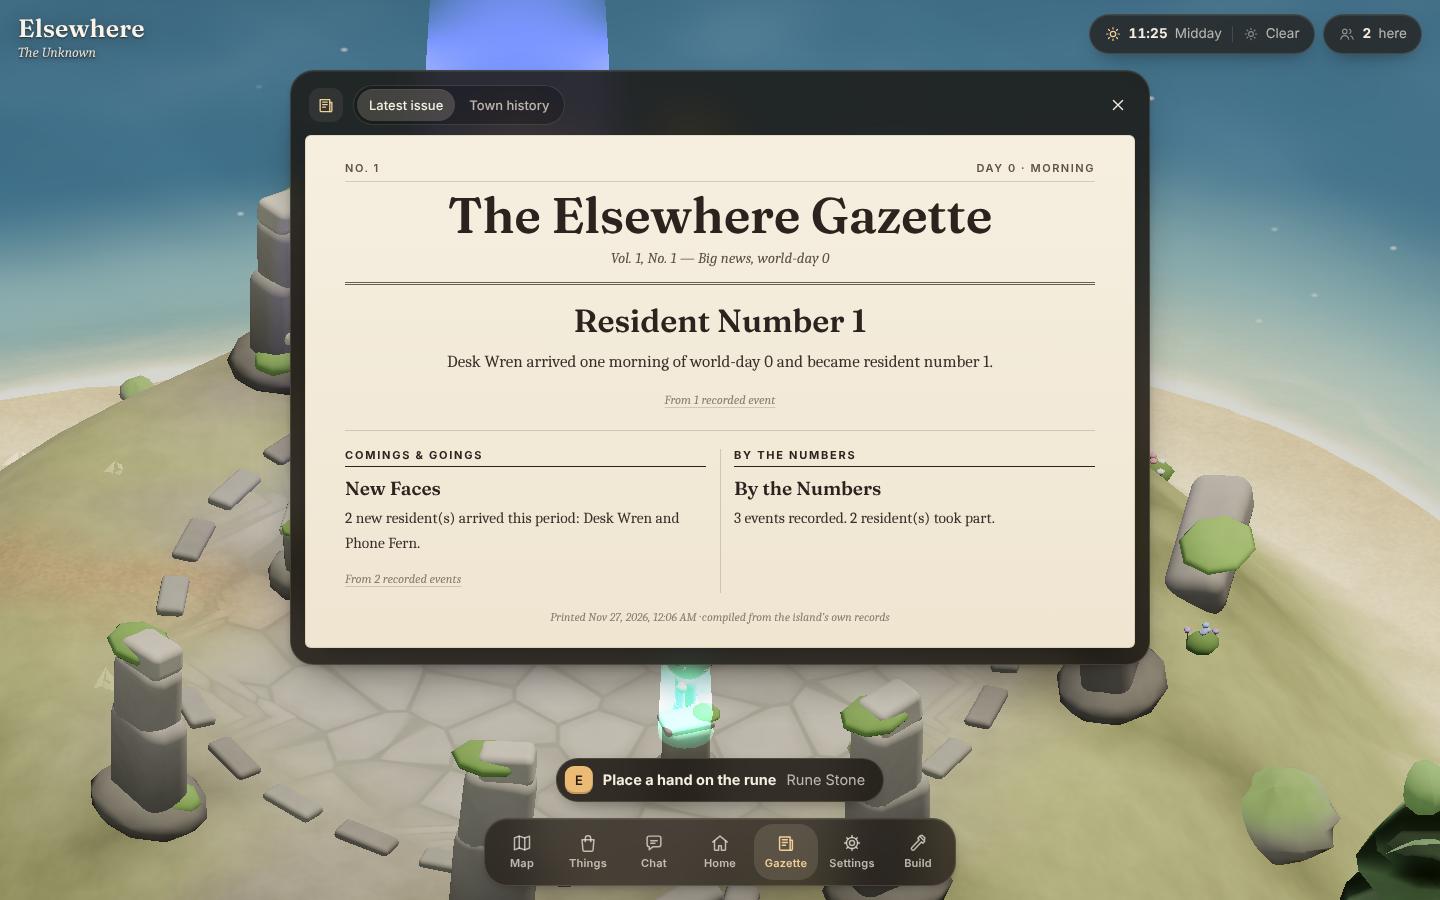 Elsewhere
The Unknown
11:25 Midday
Clear
2 here
Latest issue
Town history
NO. 1
DAY 0 · MORNING
The Elsewhere Gazette
Vol. 1, No. 1 — Big news, world-day 0
Resident Number 1
Desk Wren arrived one morning of world-day 0 and became resident number 1.
From 1 recorded event
COMINGS & GOINGS
New Faces
2 new resident(s) arrived this period: Desk Wren and
Phone Fern.
From 2 recorded events
BY THE NUMBERS
By the Numbers
3 events recorded. 2 resident(s) took part.
Printed Nov 27, 2026, 12:06 AM · compiled from the island's own records
E Place a hand on the rune Rune Stone
Map
Things
Chat
Home
Gazette
Settings
Build